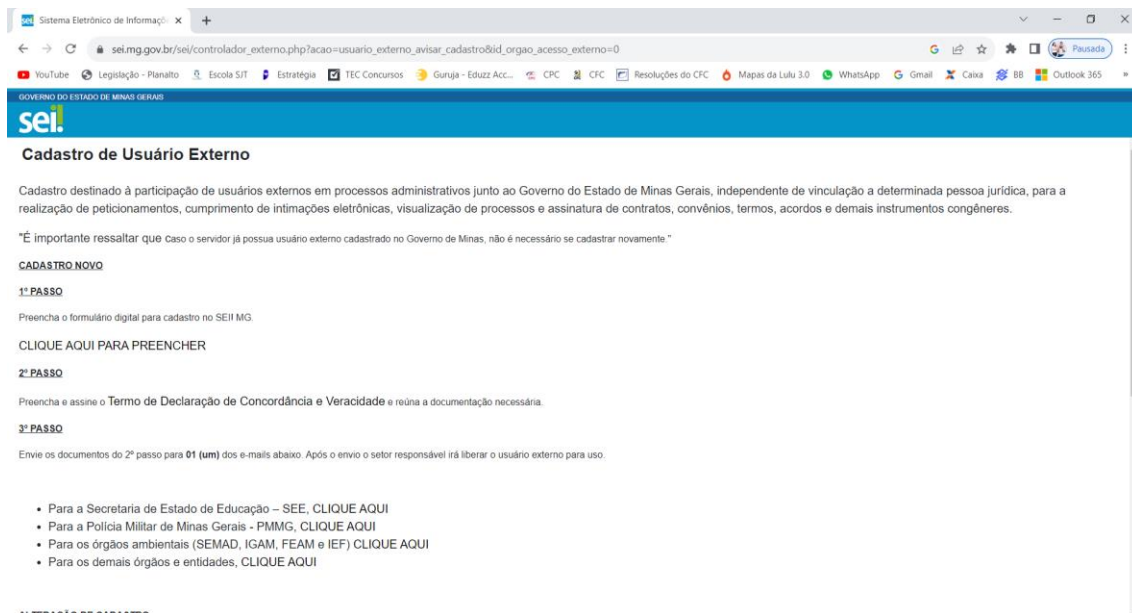 sei! Sistema Eletrônico de Informaçõ
sei.mg.gov.br/sei/controlador_externo.php?acao=usuario_externo_avisar_cadastro&id_orgao_acesso_externo=0
Pausada
YouTube Legislação - Planalto Escola SJT Estratégia TEC Concursos Guruja - Eduzz Acc... CPC CFC Resoluções do CFC Mapas da Lulu 3.0 WhatsApp Gmail Caixa BB Outlook 365 »
GOVERNO DO ESTADO DE MINAS GERAIS
sei!
Cadastro de Usuário Externo
Cadastro destinado à participação de usuários externos em processos administrativos junto ao Governo do Estado de Minas Gerais, independente de vinculação a determinada pessoa jurídica, para a
realização de peticionamentos, cumprimento de intimações eletrônicas, visualização de processos e assinatura de contratos, convênios, termos, acordos e demais instrumentos congêneres.
"É importante ressaltar que caso o servidor já possua usuário externo cadastrado no Governo de Minas, não é necessário se cadastrar novamente."
CADASTRO NOVO
1º PASSO
Preencha o formulário digital para cadastro no SEI! MG.
CLIQUE AQUI PARA PREENCHER
2º PASSO
Preencha e assine o Termo de Declaração de Concordância e Veracidade e reúna a documentação necessária.
3º PASSO
Envie os documentos do 2º passo para 01 (um) dos e-mails abaixo. Após o envio o setor responsável irá liberar o usuário externo para uso.
• Para a Secretaria de Estado de Educação – SEE, CLIQUE AQUI
• Para a Polícia Militar de Minas Gerais - PMMG, CLIQUE AQUI
• Para os órgãos ambientais (SEMAD, IGAM, FEAM e IEF) CLIQUE AQUI
• Para os demais órgãos e entidades, CLIQUE AQUI
ALTERAÇÃO DE CADASTRO